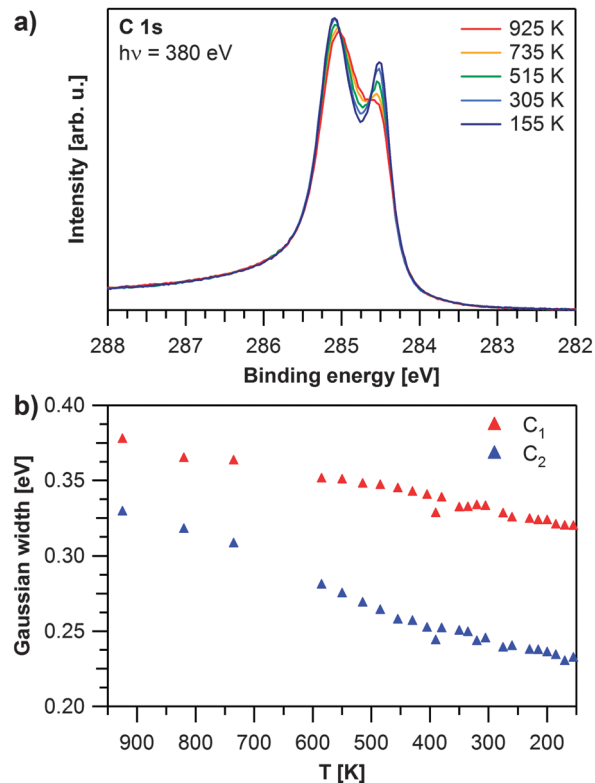 a)
C 1s
hν = 380 eV
925 K
735 K
515 K
305 K
155 K
Intensity [arb. u.]
288 287 286 285 284 283 282
Binding energy [eV]
b)
C₁
C₂
0.40
0.35
0.30
0.25
0.20
Gaussian width [eV]
900 800 700 600 500 400 300 200
T [K]